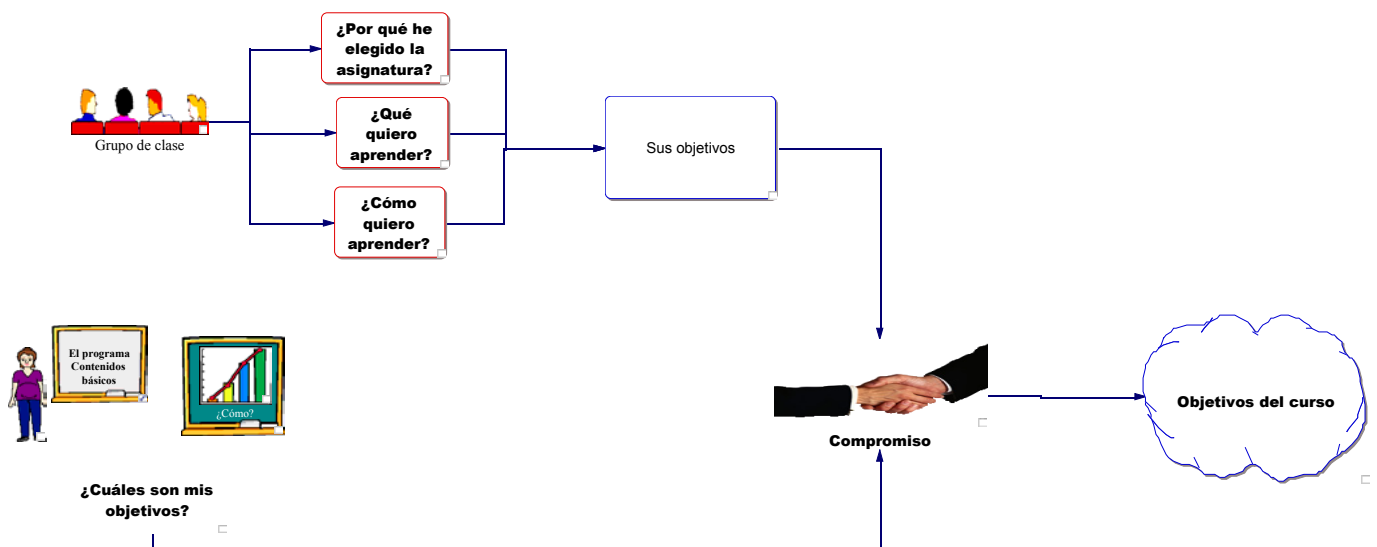 ¿Por qué he
elegido la
asignatura?
Grupo de clase
¿Qué
quiero
aprender?
¿Cómo
quiero
aprender?
Sus objetivos
El programa
Contenidos
básicos
¿Cómo?
Compromiso
Objetivos del curso
¿Cuáles son mis
objetivos?